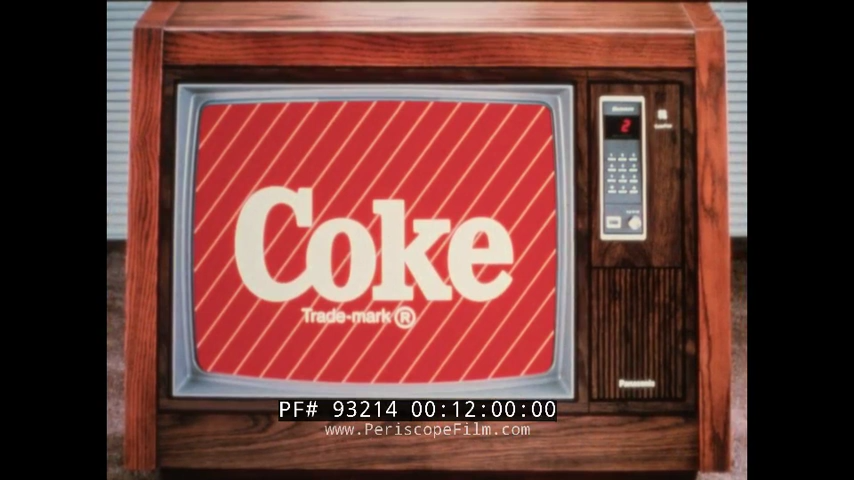 2
Coke
Trade-mark ®
Panasonic
PF# 93214 00:12:00:00
www.PeriscopeFilm.com